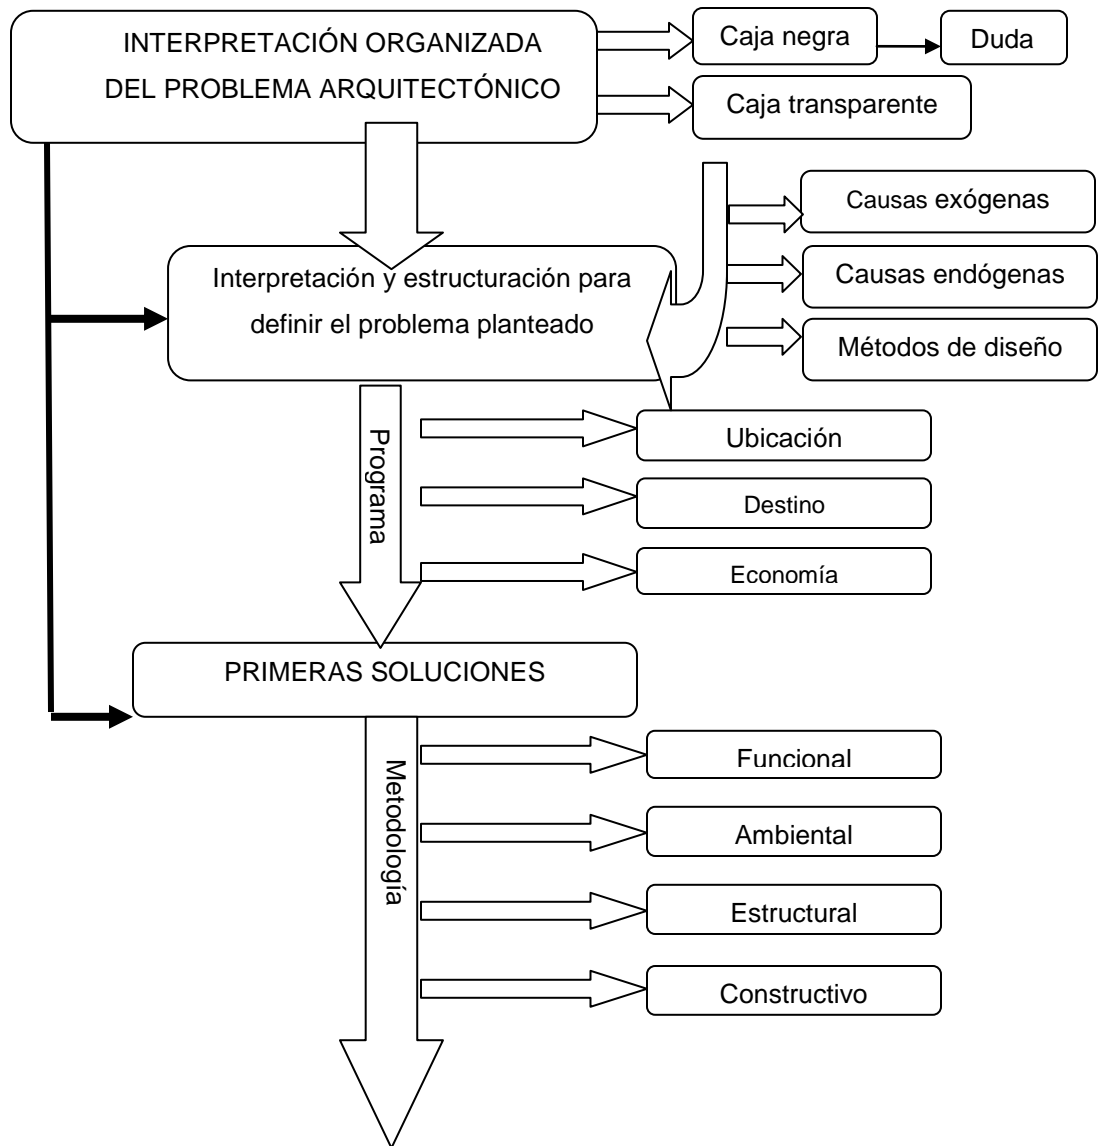 INTERPRETACIÓN ORGANIZADA
DEL PROBLEMA ARQUITECTÓNICO
Caja negra
Duda
Caja transparente
Causas exógenas
Interpretación y estructuración para
definir el problema planteado
Causas endógenas
Métodos de diseño
Programa
Ubicación
Destino
Economía
PRIMERAS SOLUCIONES
Metodología
Funcional
Ambiental
Estructural
Constructivo